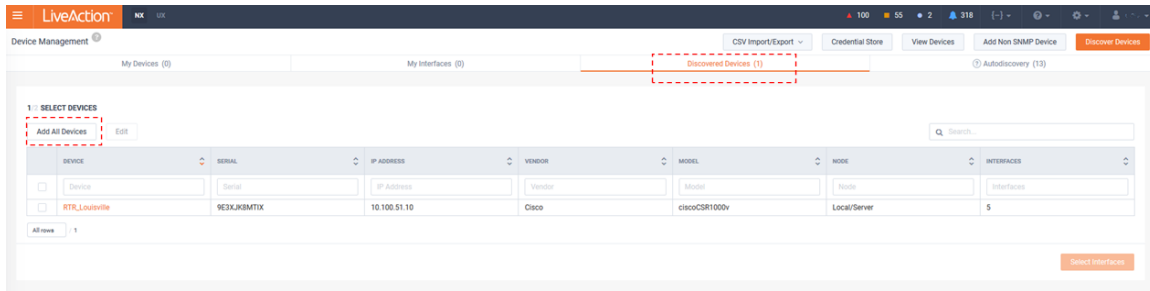 LiveAction NX UX 100 55 2 318 {-}
Device Management CSV Import/Export Credential Store View Devices Add Non SNMP Device Discover Devices
My Devices (0) My Interfaces (0) Discovered Devices (1) Autodiscovery (13)
SELECT DEVICES
Add All Devices Edit Search...
DEVICE SERIAL IP ADDRESS VENDOR MODEL NODE INTERFACES
Device Serial IP Address Vendor Model Node Interfaces
RTR_Louisville 9E3XJK8MTIX 10.100.51.10 Cisco ciscoCSR1000v Local/Server 5
All rows / 1
Select Interfaces